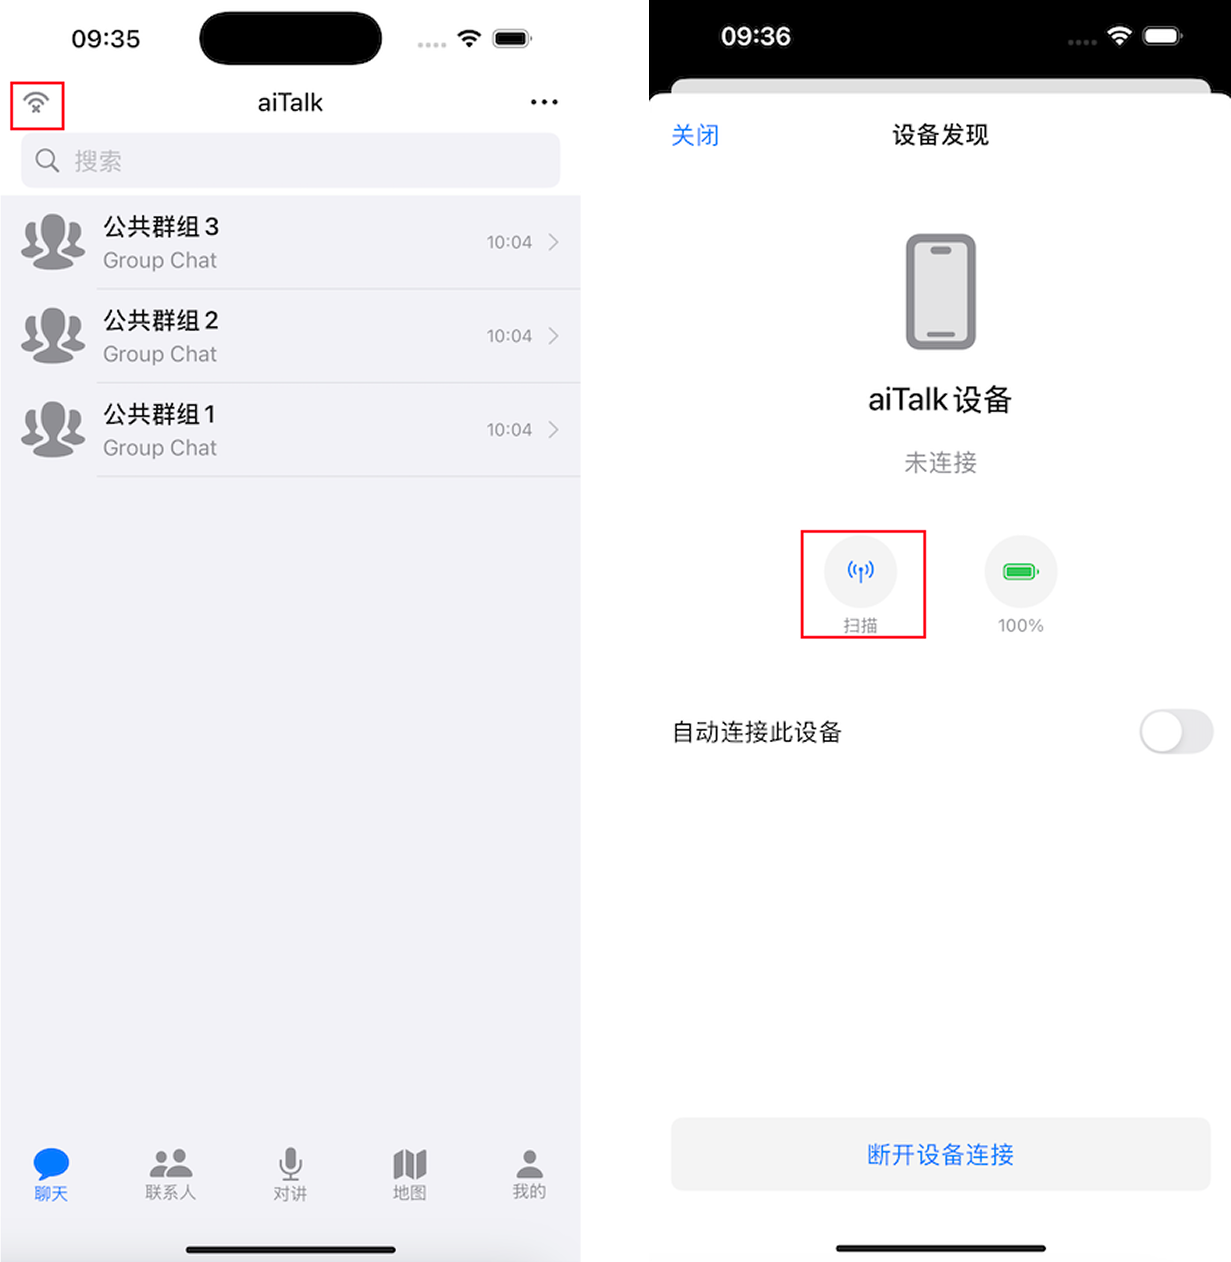 09:35
aiTalk
搜索
公共群组 3
Group Chat
10:04
公共群组 2
Group Chat
10:04
公共群组 1
Group Chat
10:04
聊天
联系人
对讲
地图
我的
09:36
关闭
设备发现
aiTalk 设备
未连接
扫描
100%
自动连接此设备
断开设备连接